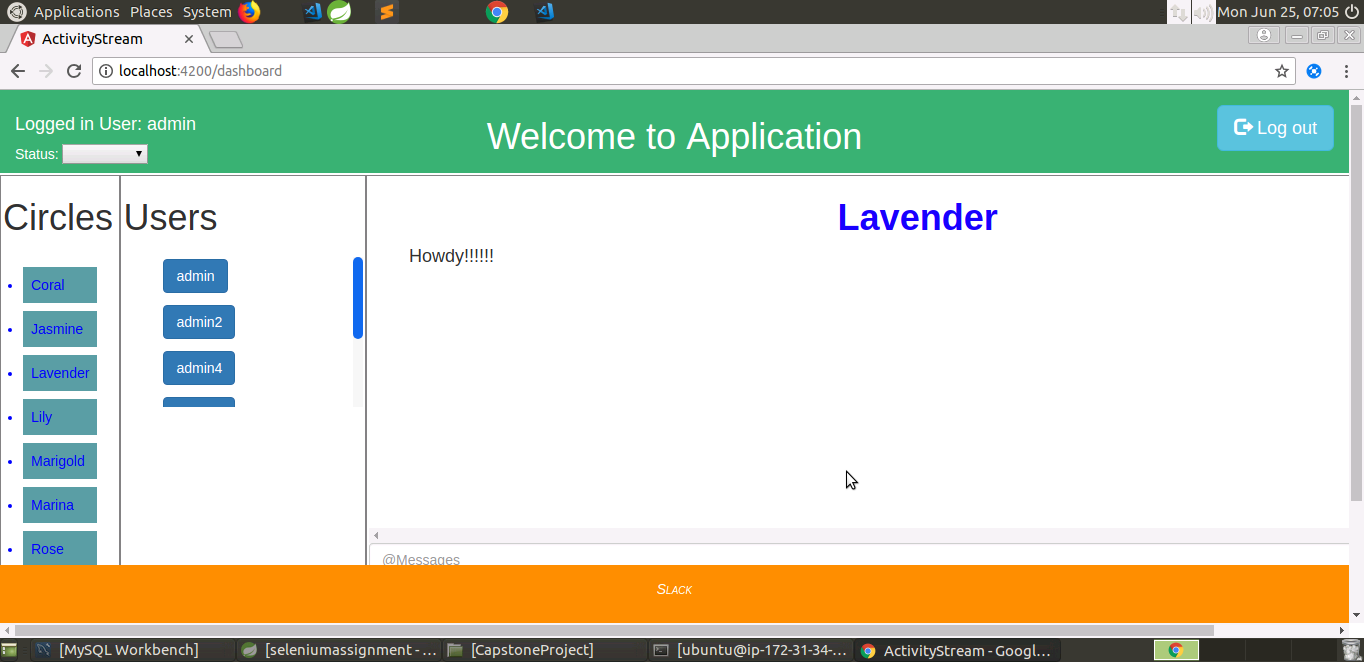 Applications Places System
Mon Jun 25, 07:05
ActivityStream
localhost:4200/dashboard
Logged in User: admin
Status:
Welcome to Application
Log out
Circles
Coral
Jasmine
Lavender
Lily
Marigold
Marina
Rose
Users
admin
admin2
admin4
Lavender
Howdy!!!!!!
@Messages
Slack
[MySQL Workbench]
[seleniumassignment - ...
[CapstoneProject]
[ubuntu@ip-172-31-34-...
ActivityStream - Googl...